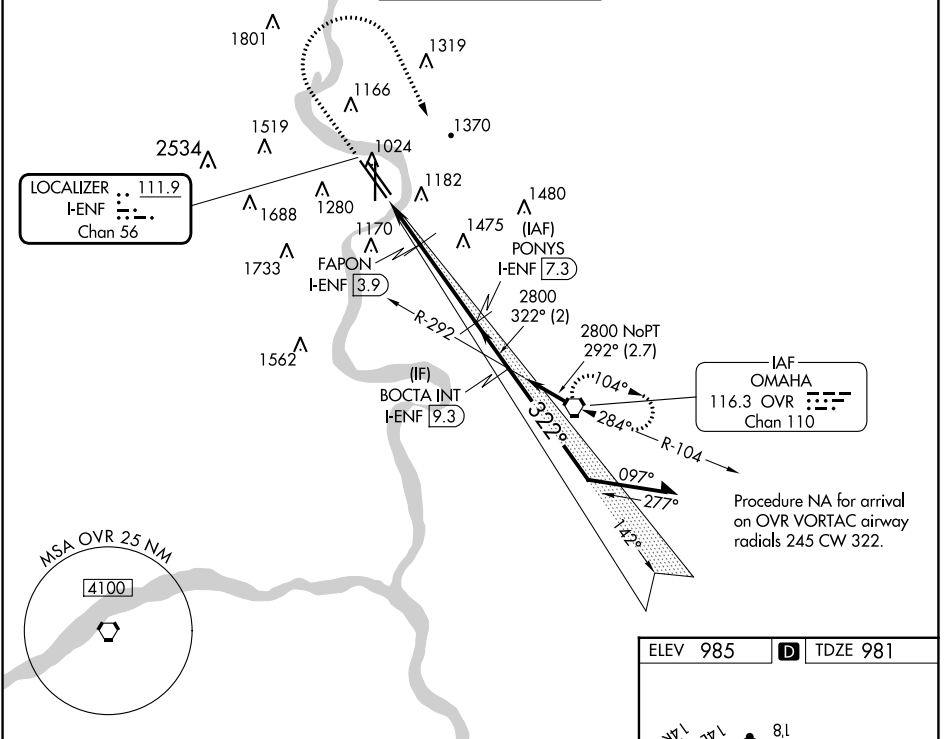 1801
1319
1166
1370
1519
2534
1024
LOCALIZER 111.9
I-ENF
Chan 56
1182
1688
1280
1480
1170
1475
(IAF)
PONYS
I-ENF 7.3
1733
FAPON
I-ENF 3.9
2800
322° (2)
R-292
2800 NoPT
292° (2.7)
1562
IAF
OMAHA
116.3 OVR
Chan 110
(IF)
BOCTA INT
I-ENF 9.3
104°
284°
R-104
322°
097°
277°
142°
Procedure NA for arrival
on OVR VORTAC airway
radials 245 CW 322.
MSA OVR 25 NM
4100
ELEV 985 D TDZE 981
14R
14L
18